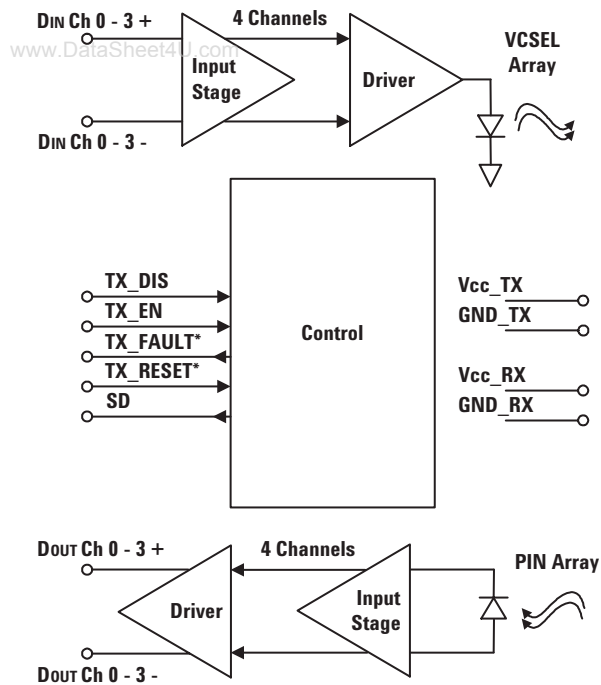 DIN Ch 0 - 3 +
4 Channels
www.DataSheet4U.com
VCSEL
Array
Input
Stage
Driver
DIN Ch 0 - 3 -
TX_DIS
TX_EN
TX_FAULT*
TX_RESET*
SD
Control
Vcc_TX
GND_TX
Vcc_RX
GND_RX
DOUT Ch 0 - 3 +
4 Channels
PIN Array
Driver
Input
Stage
DOUT Ch 0 - 3 -